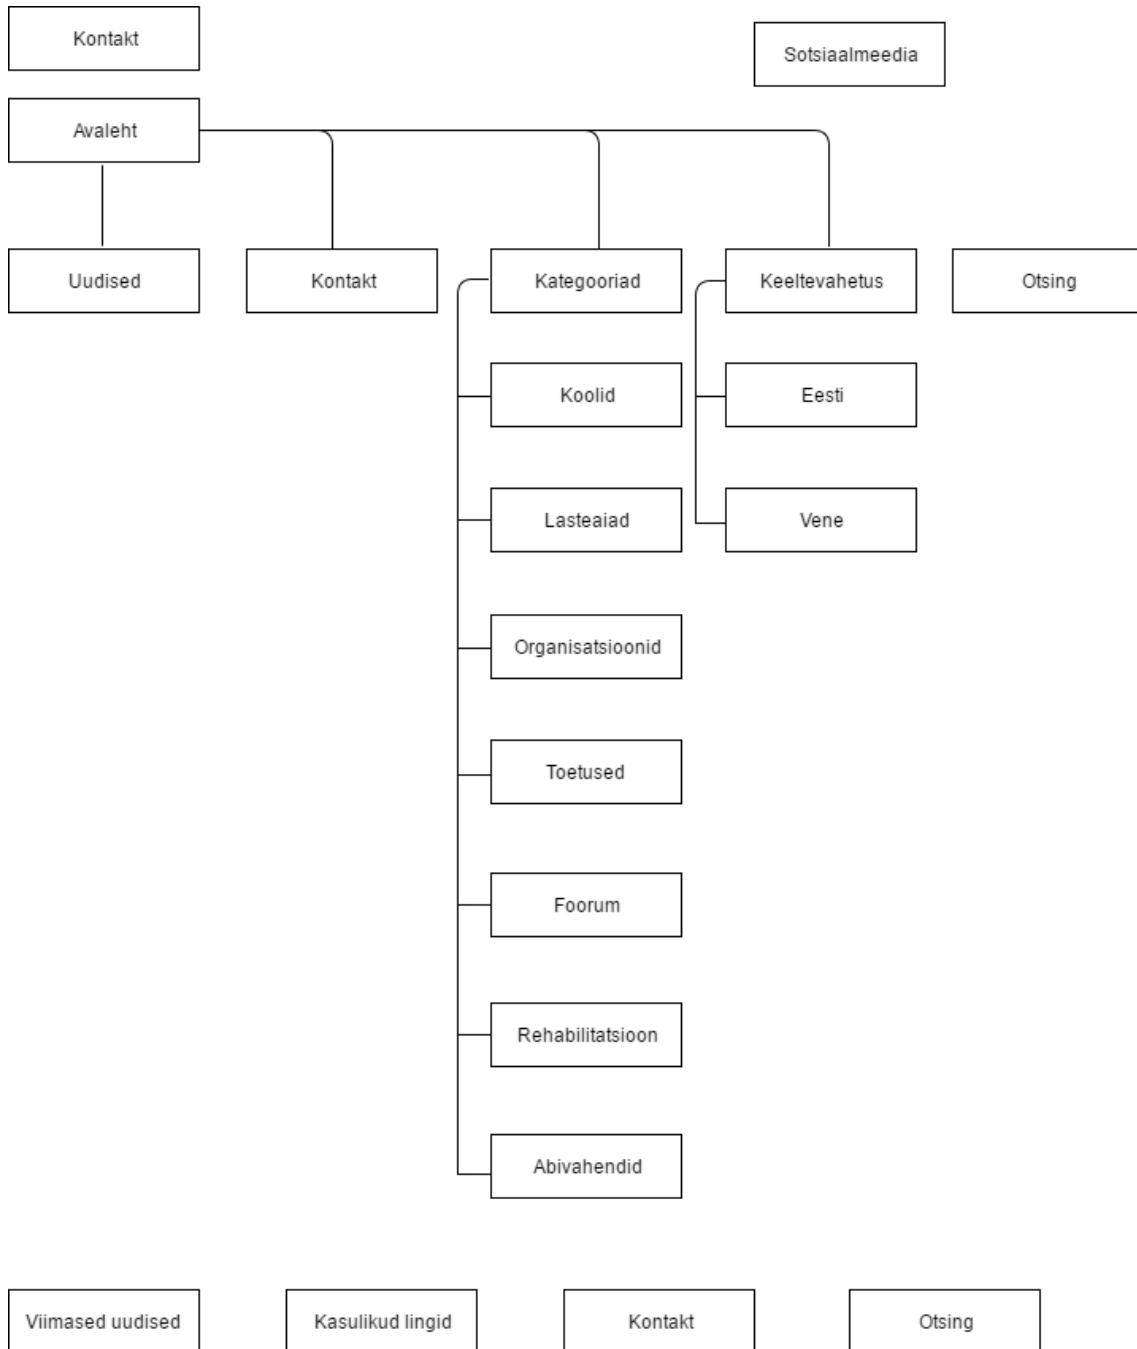 Kontakt
Sotsiaalmeedia
Avaleht
Uudised
Kontakt
Kategooriad
Keeltevahetus
Otsing
Koolid
Eesti
Lasteaiad
Vene
Organisatsioonid
Toetused
Foorum
Rehabilitatsioon
Abivahendid
Viimased uudised
Kasulikud lingid
Kontakt
Otsing